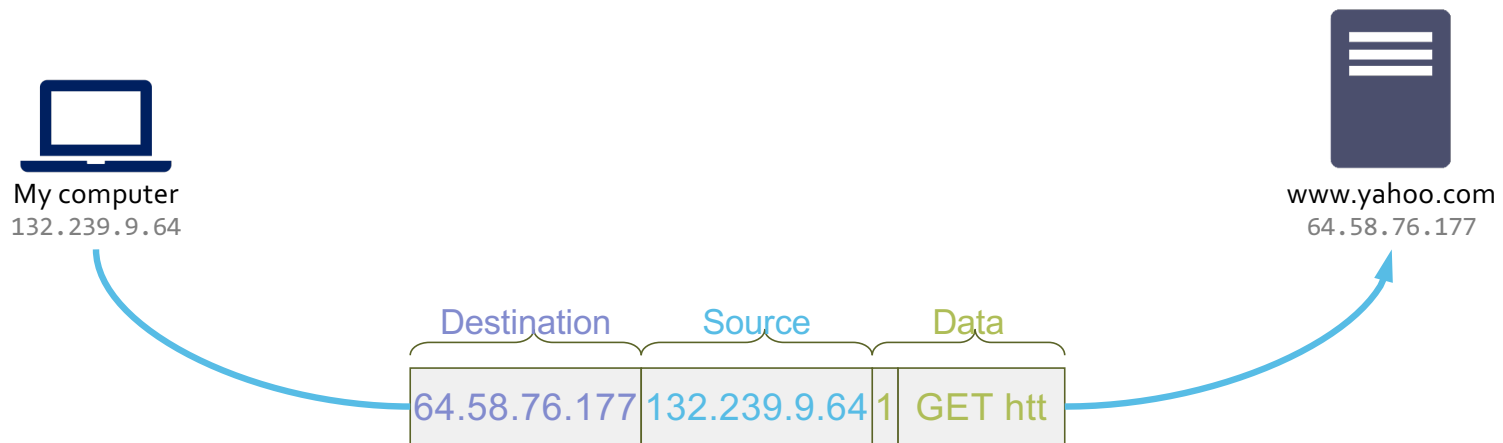 My computer
132.239.9.64
www.yahoo.com
64.58.76.177
Destination Source Data
64.58.76.177 132.239.9.64 1 GET htt